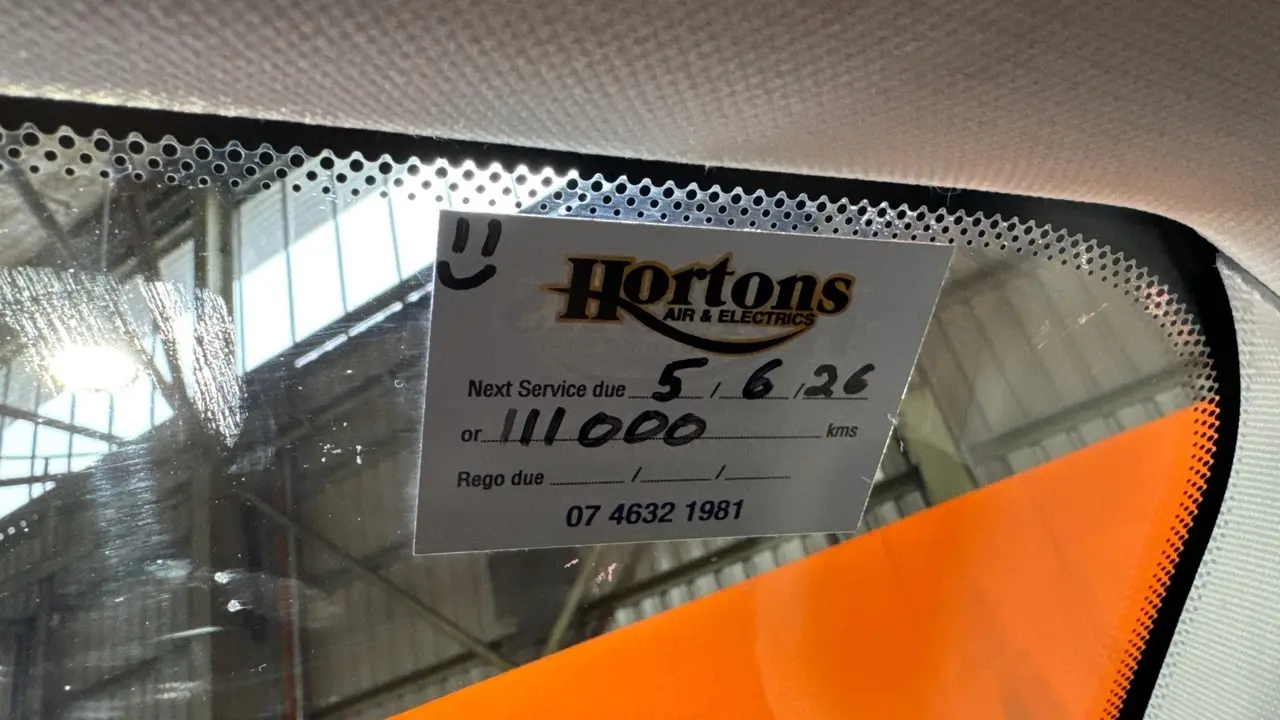 Hortons
AIR & ELECTRICS
Next Service due 5 / 6 / 26
or 111000 kms
Rego due / /
07 4632 1981